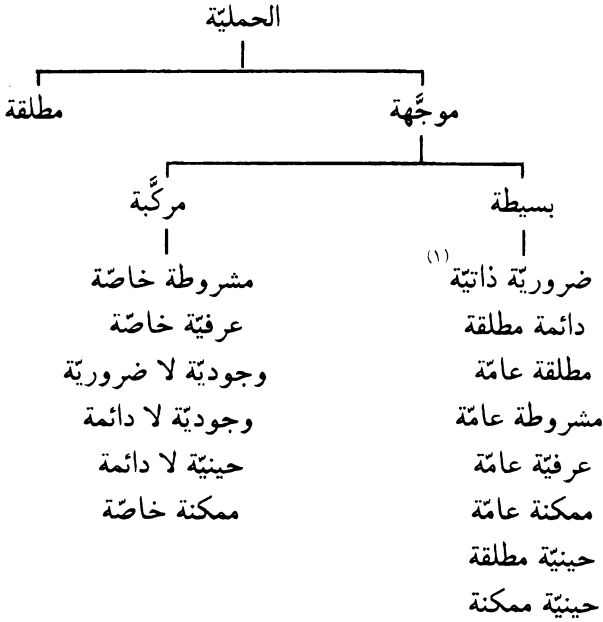 الحمليّة
موجَّهة
مطلقة
بسيطة
مركَّبة
ضروريّة ذاتيّة (١)
دائمة مطلقة
مطلقة عامّة
مشروطة عامّة
عرفيّة عامّة
ممكنة عامّة
حينيّة مطلقة
حينيّة ممكنة
مشروطة خاصّة
عرفيّة خاصّة
وجوديّة لا ضروريّة
وجوديّة لا دائمة
حينيّة لا دائمة
ممكنة خاصّة